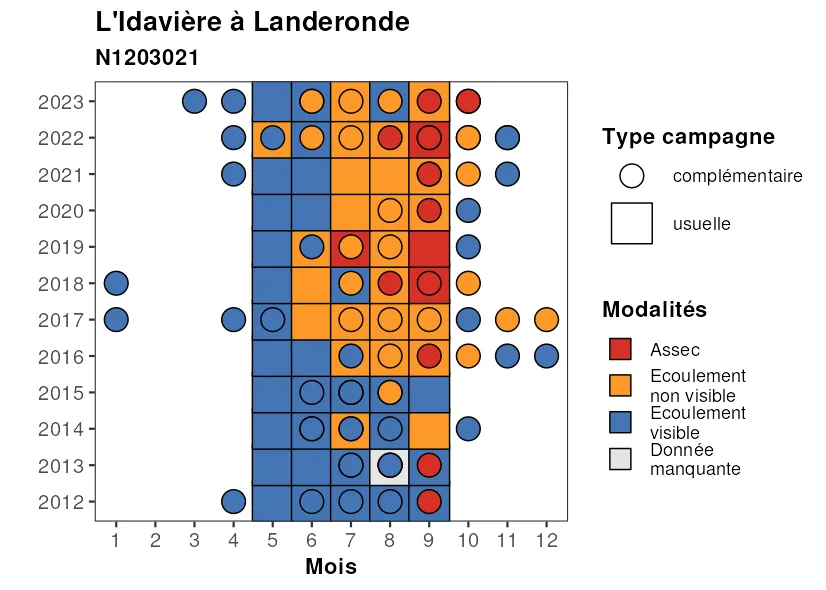 L'Idavière à Landeronde
N1203021
2023
2022
2021
2020
2019
2018
2017
2016
2015
2014
2013
2012
1 2 3 4 5 6 7 8 9 10 11 12
Mois
Type campagne
complémentaire
usuelle
Modalités
Assec
Ecoulement
non visible
Ecoulement
visible
Donnée
manquante